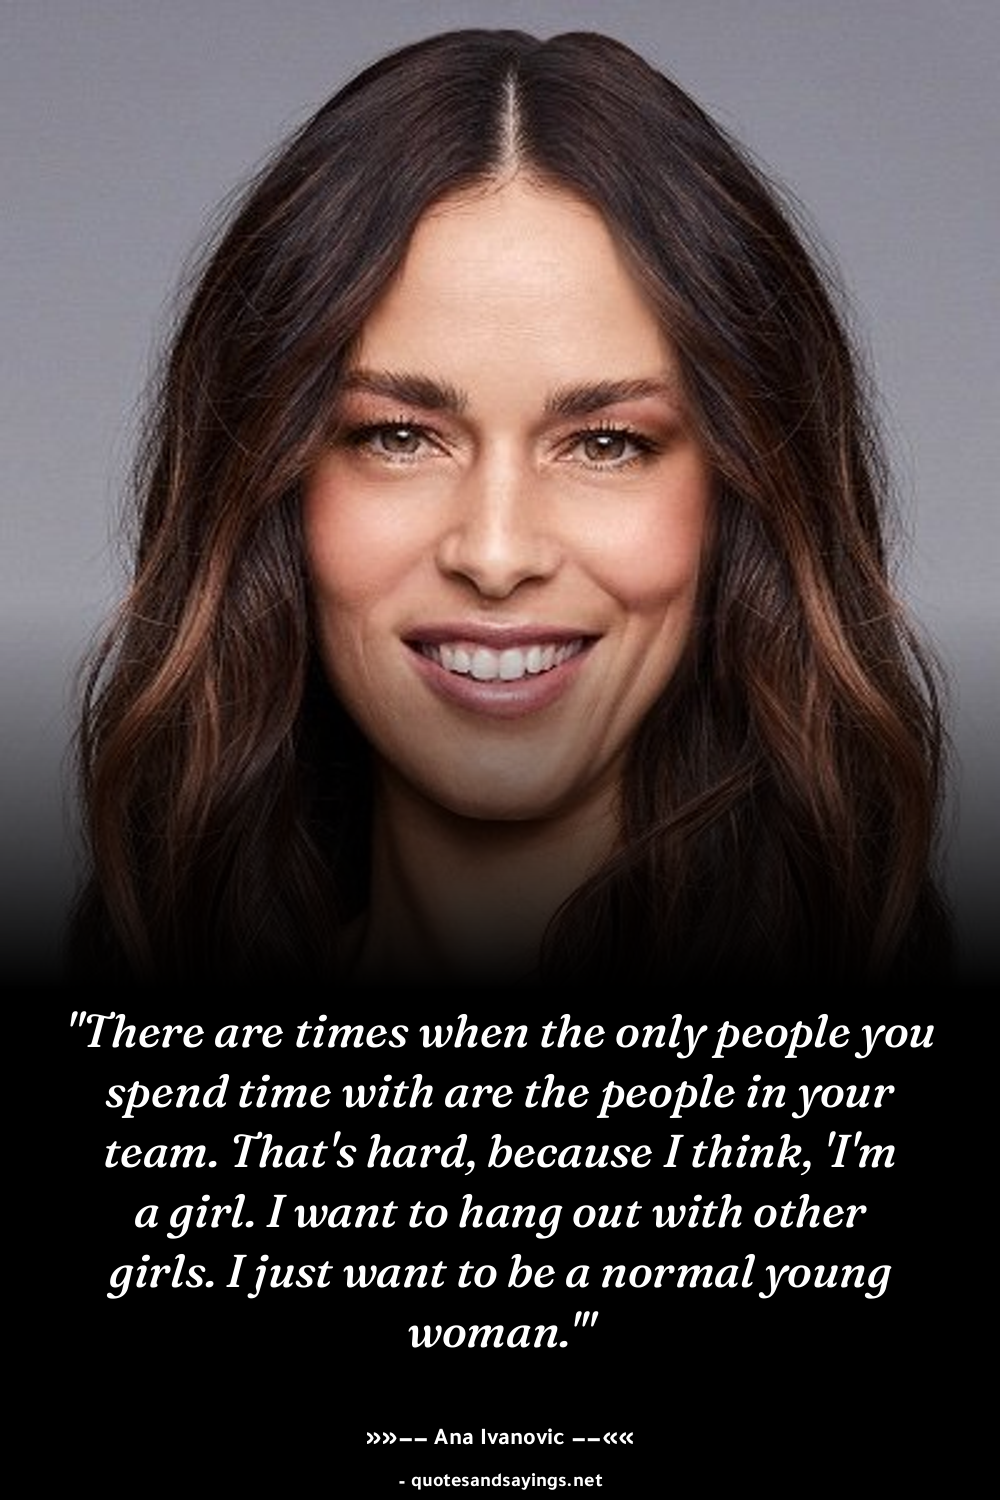 "There are times when the only people you
spend time with are the people in your
team. That's hard, because I think, 'I'm
a girl. I want to hang out with other
girls. I just want to be a normal young
woman.'"
»»−− Ana Ivanovic −−««
- quotesandsayings.net